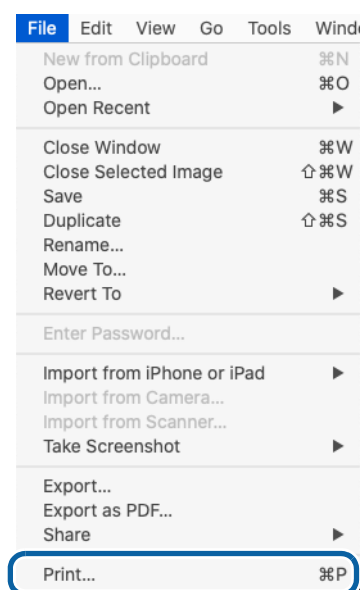 File Edit View Go Tools Windo
New from Clipboard ⌘N
Open... ⌘O
Open Recent ▶
Close Window ⌘W
Close Selected Image ⇧⌘W
Save ⌘S
Duplicate ⇧⌘S
Rename...
Move To...
Revert To ▶
Enter Password...
Import from iPhone or iPad ▶
Import from Camera...
Import from Scanner...
Take Screenshot ▶
Export...
Export as PDF...
Share ▶
Print... ⌘P